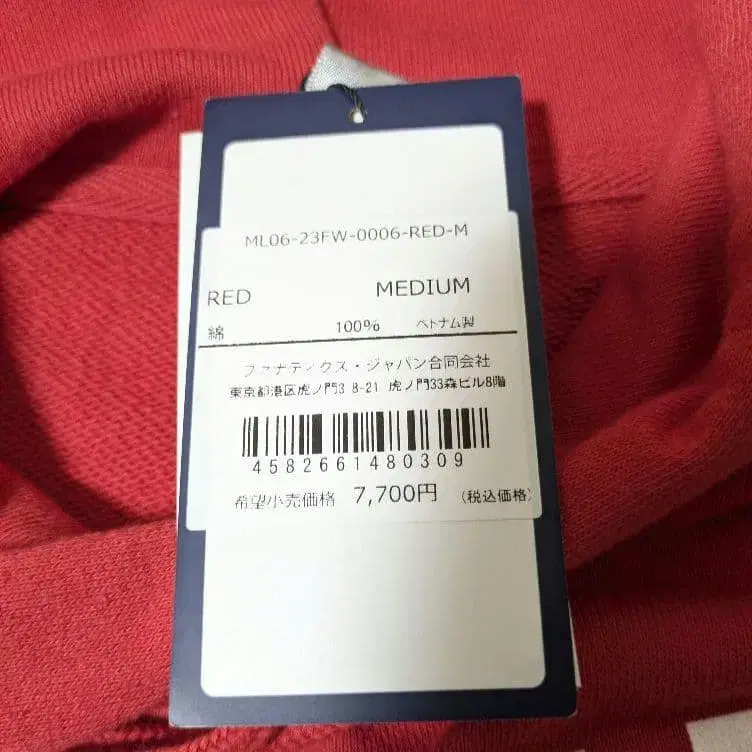 ML06-23FW-0006-RED-M
RED MEDIUM
綿 100% ベトナム製
ファナティクス・ジャパン合同会社
東京都港区虎ノ門3 8-21 虎ノ門33森ビル8階
4582661480309
希望小売価格 7,700円 (税込価格)